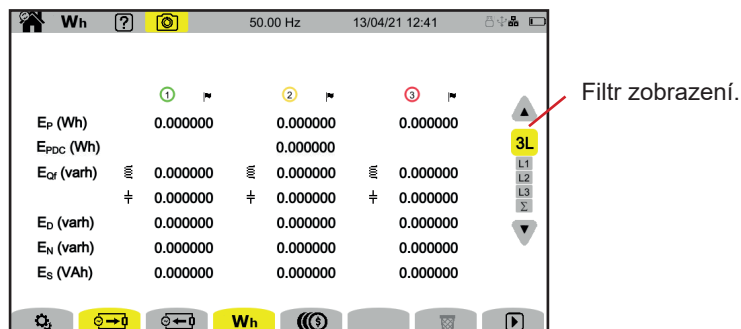 Wh ? 50.00 Hz 13/04/21 12:41
1 2 3
Filtr zobrazení.
EP (Wh) 0.000000 0.000000 0.000000
EPDC (Wh) 0.000000
3L
EQf (varh) 0.000000 0.000000 0.000000
L1
L2
L3
Σ
0.000000 0.000000 0.000000
ED (varh) 0.000000 0.000000 0.000000
EN (varh) 0.000000 0.000000 0.000000
ES (VAh) 0.000000 0.000000 0.000000
Wh $